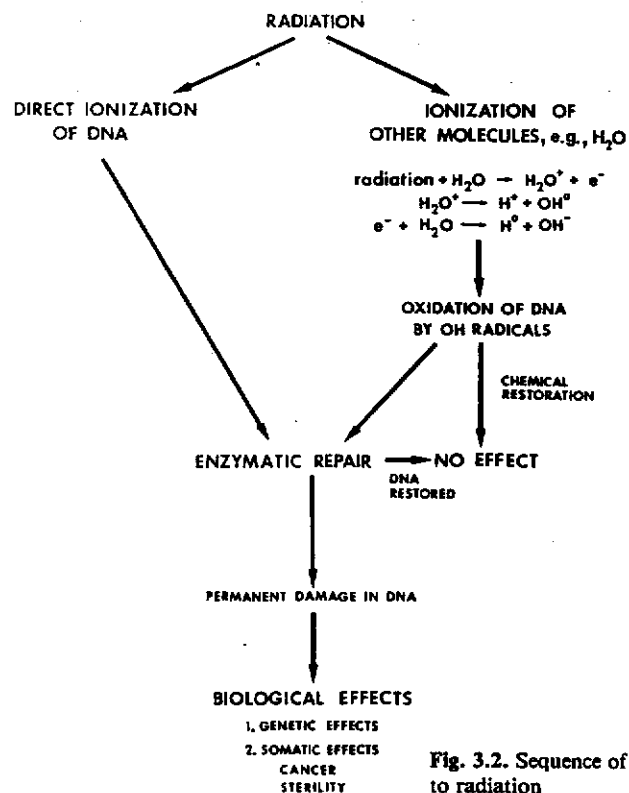 RADIATION
DIRECT IONIZATION
OF DNA
IONIZATION OF
OTHER MOLECULES, e.g., H₂O
radiation + H₂O → H₂O⁺ + e⁻
H₂O⁺ → H⁺ + OH⁰
e⁻ + H₂O → H⁰ + OH⁻
OXIDATION OF DNA
BY OH RADICALS
CHEMICAL
RESTORATION
ENZYMATIC REPAIR
NO EFFECT
DNA
RESTORED
PERMANENT DAMAGE IN DNA
BIOLOGICAL EFFECTS
1. GENETIC EFFECTS
2. SOMATIC EFFECTS
CANCER
STERILITY
Fig. 3.2. Sequence of
to radiation